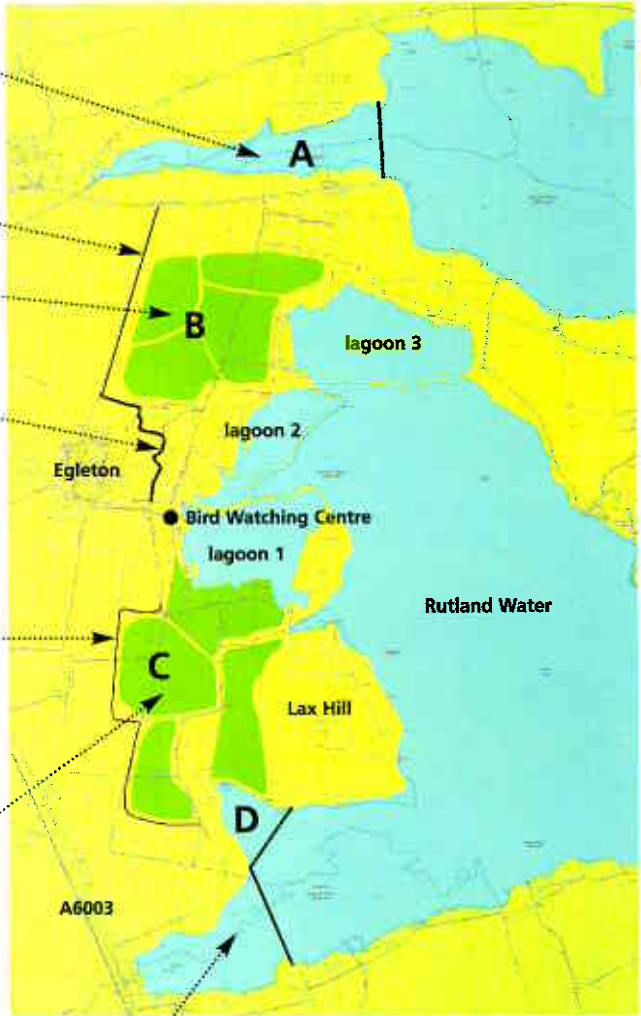 A
B
lagoon 3
lagoon 2
Egleton
Bird Watching Centre
lagoon 1
Rutland Water
C
Lax Hill
D
A6003